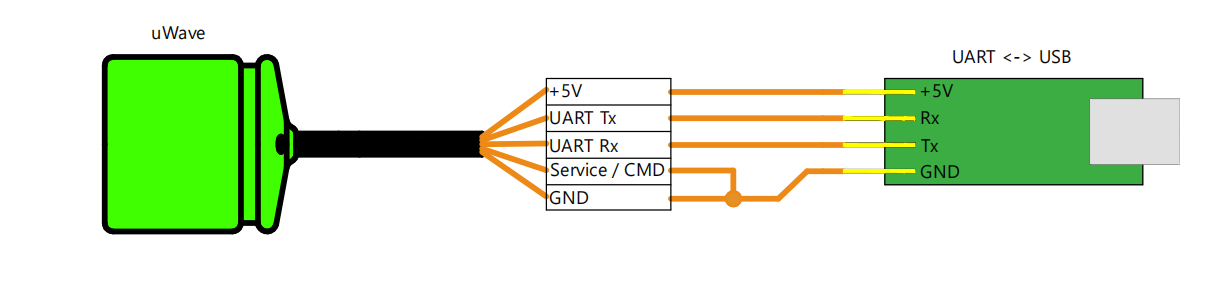 uWave
UART <-> USB
+5V
UART Tx
UART Rx
Service / CMD
GND
+5V
Rx
Tx
GND